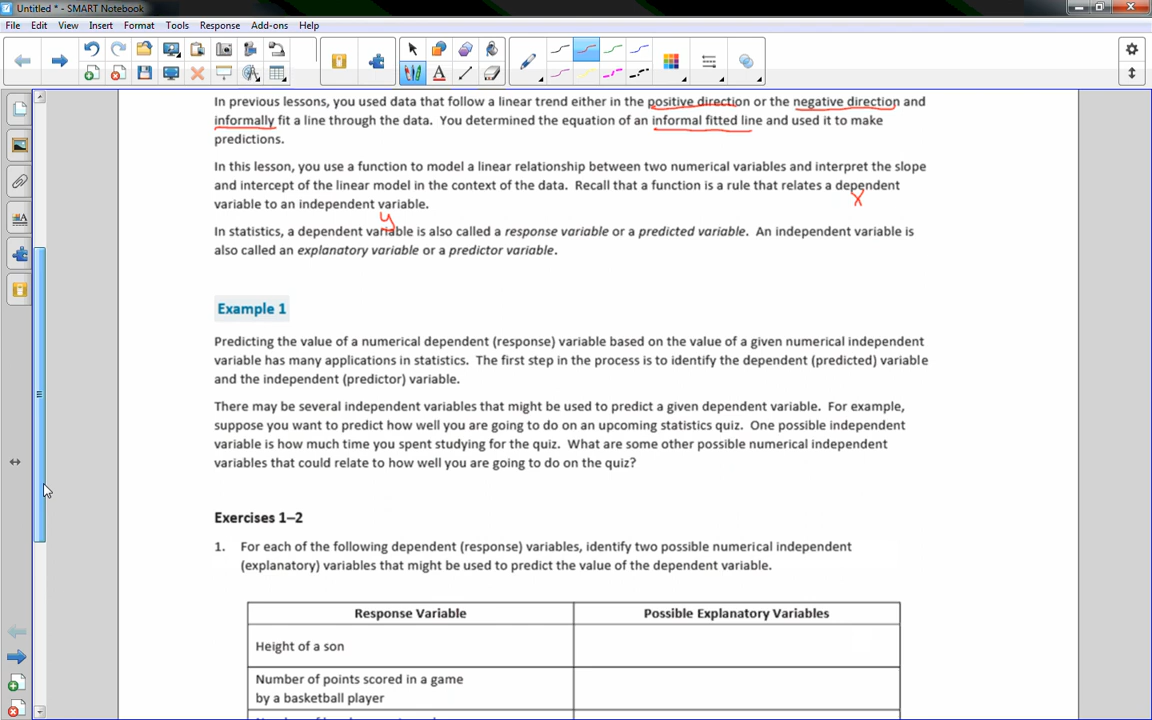 Untitled * - SMART Notebook
File Edit View Insert Format Tools Response Add-ons Help
In previous lessons, you used data that follow a linear trend either in the positive direction or the negative direction and
informally fit a line through the data. You determined the equation of an informal fitted line and used it to make
predictions.
In this lesson, you use a function to model a linear relationship between two numerical variables and interpret the slope
and intercept of the linear model in the context of the data. Recall that a function is a rule that relates a dependent
x
variable to an independent variable.
y
In statistics, a dependent variable is also called a response variable or a predicted variable. An independent variable is
also called an explanatory variable or a predictor variable.
Example 1
Predicting the value of a numerical dependent (response) variable based on the value of a given numerical independent
variable has many applications in statistics. The first step in the process is to identify the dependent (predicted) variable
and the independent (predictor) variable.
There may be several independent variables that might be used to predict a given dependent variable. For example,
suppose you want to predict how well you are going to do on an upcoming statistics quiz. One possible independent
variable is how much time you spent studying for the quiz. What are some other possible numerical independent
variables that could relate to how well you are going to do on the quiz?
Exercises 1–2
1. For each of the following dependent (response) variables, identify two possible numerical independent
(explanatory) variables that might be used to predict the value of the dependent variable.
Response Variable Possible Explanatory Variables
Height of a son
Number of points scored in a game
by a basketball player